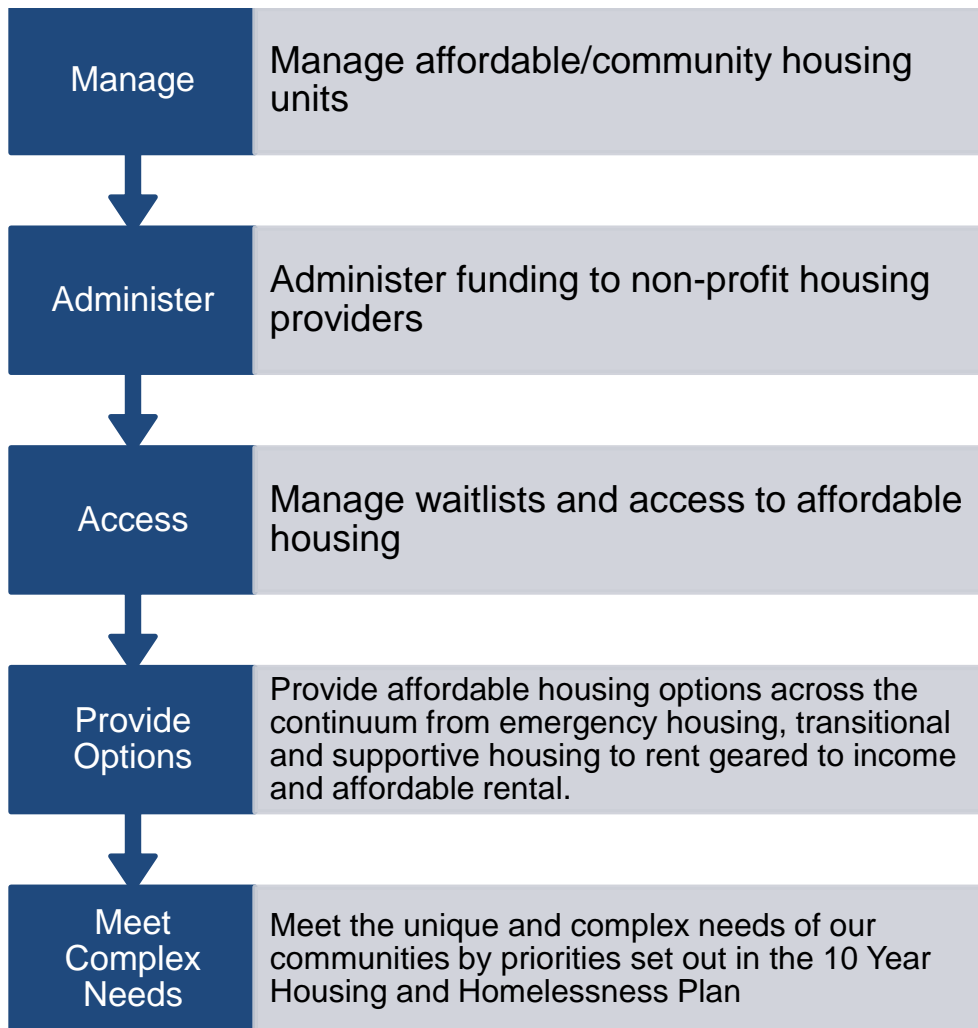 Manage
Manage affordable/community housing
units
Administer
Administer funding to non-profit housing
providers
Access
Manage waitlists and access to affordable
housing
Provide
Options
Provide affordable housing options across the
continuum from emergency housing, transitional
and supportive housing to rent geared to income
and affordable rental.
Meet
Complex
Needs
Meet the unique and complex needs of our
communities by priorities set out in the 10 Year
Housing and Homelessness Plan